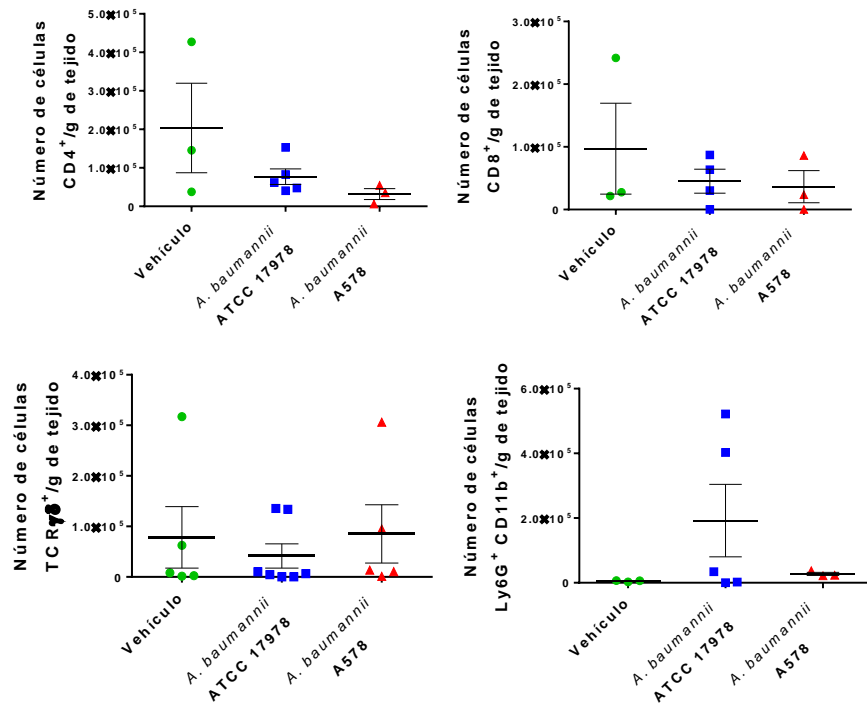 Número de células
CD4⁺/g de tejido
5.0×10⁵
4.0×10⁵
3.0×10⁵
2.0×10⁵
1.0×10⁵
0
Vehículo
A. baumannii
ATCC 17978
A. baumannii
A578
Número de células
CD8⁺/g de tejido
3.0×10⁵
2.0×10⁵
1.0×10⁵
0
Vehículo
A. baumannii
ATCC 17978
A. baumannii
A578
Número de células
TCRγδ⁺/g de tejido
4.0×10⁵
3.0×10⁵
2.0×10⁵
1.0×10⁵
0
Vehículo
A. baumannii
ATCC 17978
A. baumannii
A578
Número de células
Ly6G⁺ CD11b⁺/g de tejido
6.0×10⁵
4.0×10⁵
2.0×10⁵
0
Vehículo
A. baumannii
ATCC 17978
A. baumannii
A578